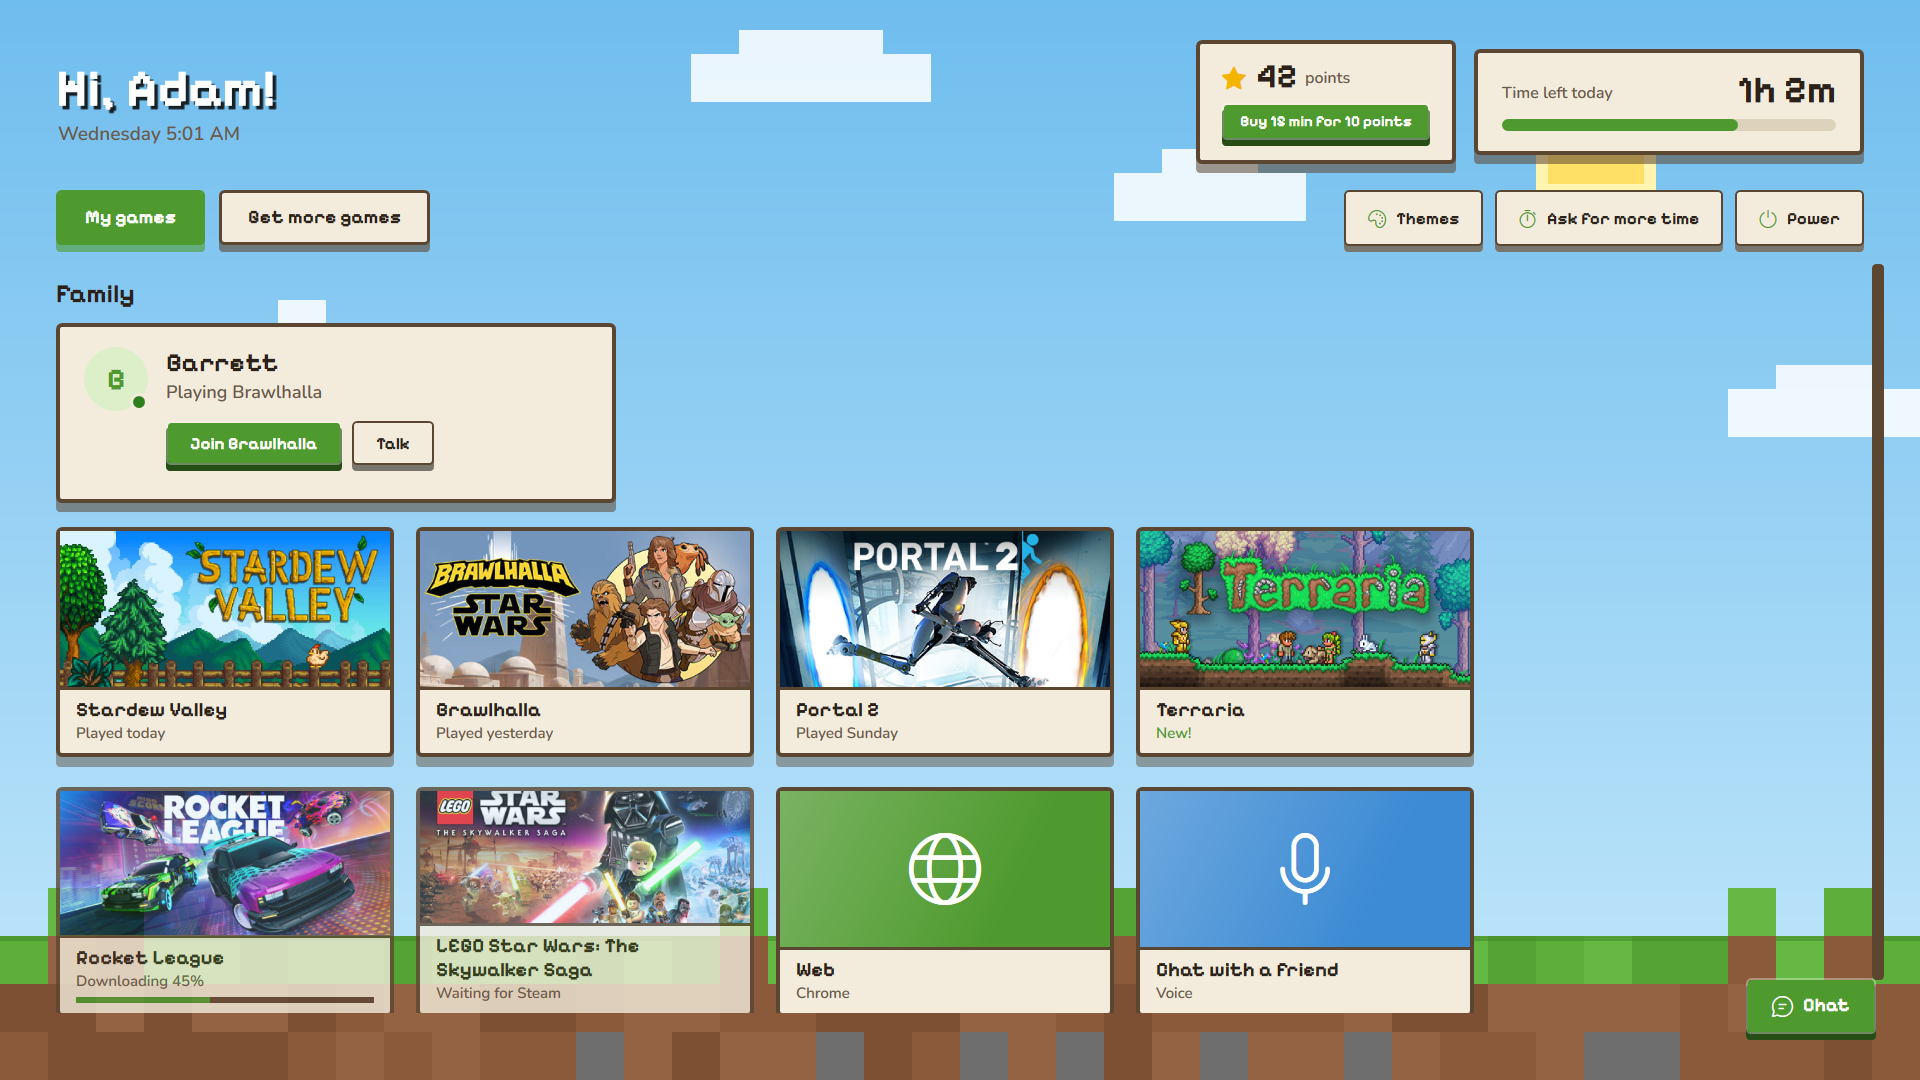 Hi, Adam!
Wednesday 5:01 AM
42 points
Buy 12 min for 10 points
Time left today
1h 2m
My games
Get more games
Themes
Ask for more time
Power
Family
B
Barrett
Playing Brawlhalla
Join Brawlhalla
Talk
STARDEW
VALLEY
Stardew Valley
Played today
BRAWLHALLA
STAR
WARS
Brawlhalla
Played yesterday
PORTAL 2
Portal 2
Played Sunday
Terraria
Terraria
New!
ROCKET
LEAGUE
Rocket League
Downloading 45%
LEGO
STAR
WARS
THE SKYWALKER SAGA
LEGO Star Wars: The
Skywalker Saga
Waiting for Steam
Web
Chrome
Chat with a friend
Voice
Chat